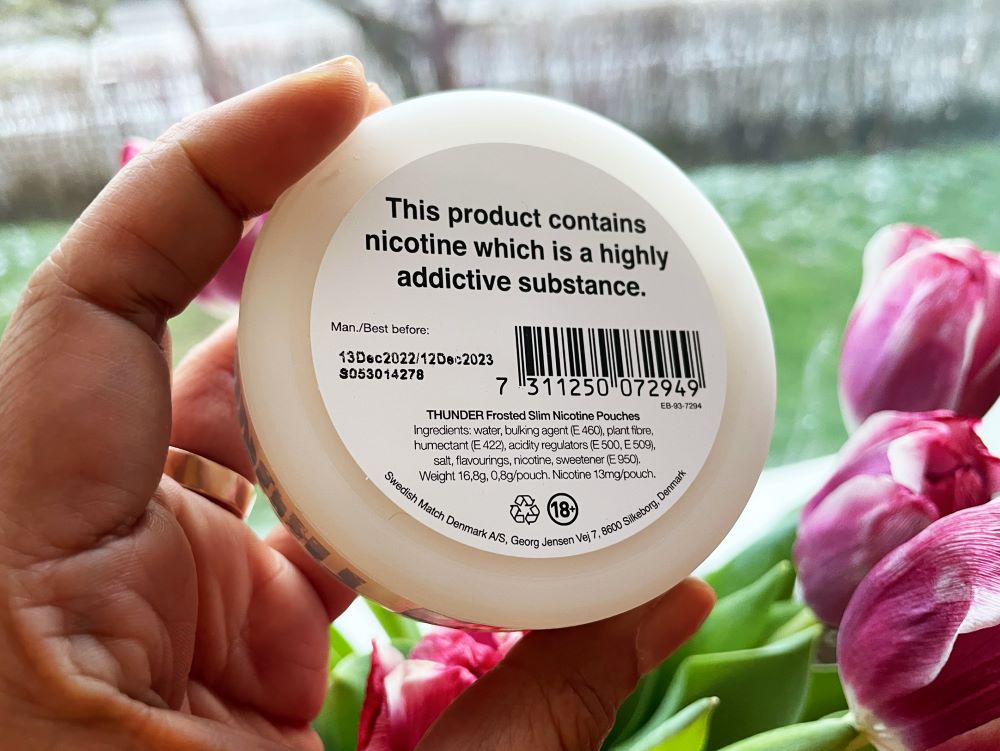 This product contains
nicotine which is a highly
addictive substance.
Man./Best before:
13Dec2022/12Dec2023
S053014278
7 311250 072949
EB-93-7294
THUNDER Frosted Slim Nicotine Pouches
Ingredients: water, bulking agent (E 460), plant fibre,
humectant (E 422), acidity regulators (E 500, E 509),
salt, flavourings, nicotine, sweetener (E 950).
Weight 16,8g, 0,8g/pouch. Nicotine 13mg/pouch.
18+
Swedish Match Denmark A/S, Georg Jensen Vej 7, 8600 Silkeborg, Denmark